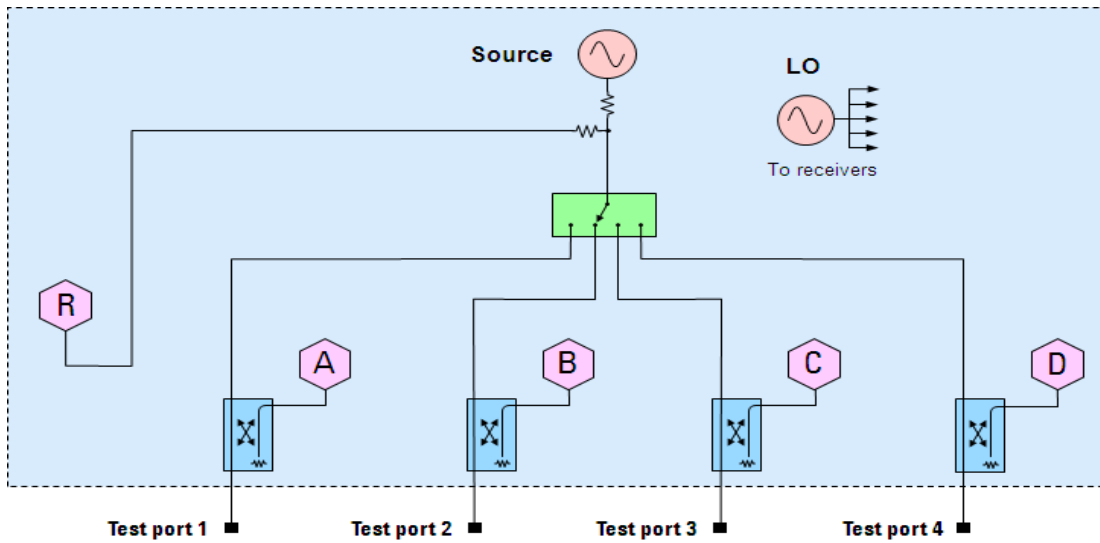 Source
LO
To receivers
R
A
B
C
D
Test port 1
Test port 2
Test port 3
Test port 4